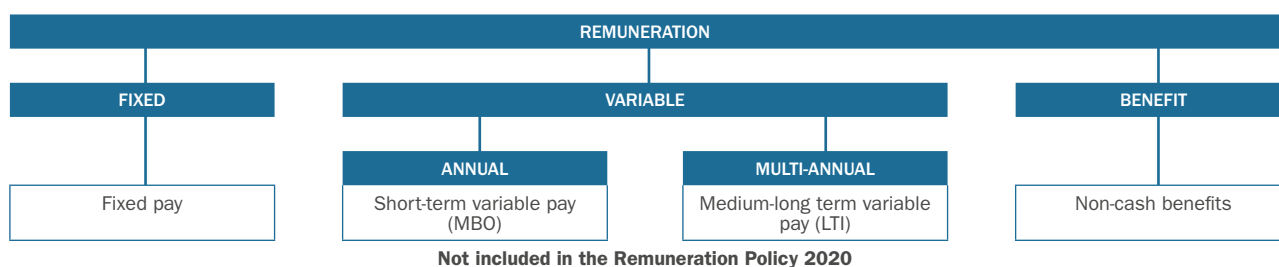 REMUNERATION
FIXED
VARIABLE
BENEFIT
ANNUAL
MULTI-ANNUAL
Fixed pay
Short-term variable pay
(MBO)
Medium-long term variable
pay (LTI)
Non-cash benefits
Not included in the Remuneration Policy 2020